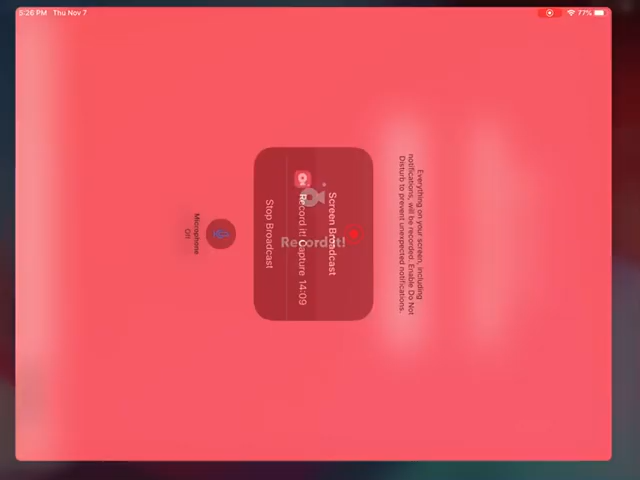 5:26 PM Thu Nov 7
77%
Everything on your screen, including
notifications, will be recorded. Enable Do Not
Disturb to prevent unexpected notifications.
Screen Broadcast
Record it! Capture 14:09
Stop Broadcast
Record it!
Microphone
Off